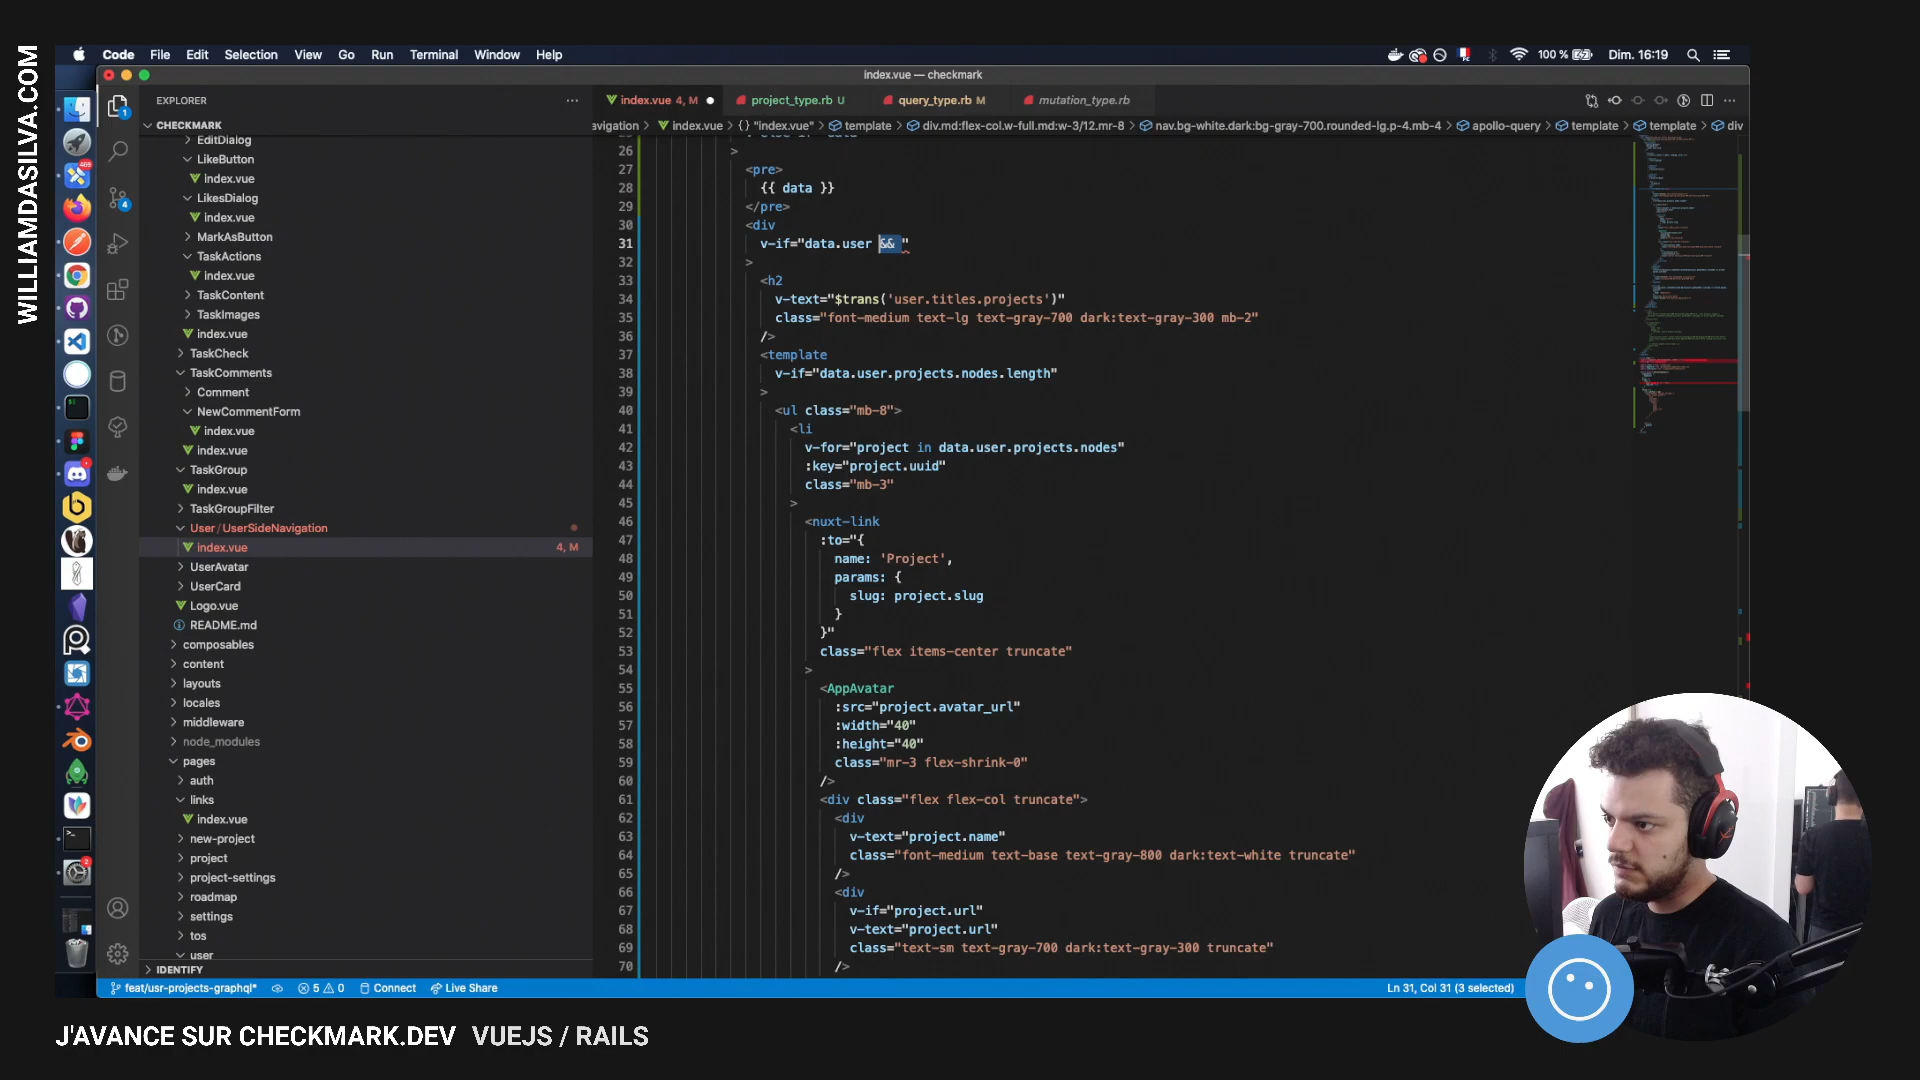 WILLIAMDASILVA.COM
Code File Edit Selection View Go Run Terminal Window Help
100 % Dim. 16:19
index.vue — checkmark
EXPLORER
index.vue 4, M
project_type.rb U
query_type.rb M
mutation_type.rb
CHECKMARK
avigation > index.vue > {} "index.vue" > template > div.md:flex-col.w-full.md:w-3/12.mr-8 > nav.bg-white.dark:bg-gray-700.rounded-lg.p-4.mb-4 > apollo-query > template > template > div
EditDialog
LikeButton
index.vue
LikesDialog
index.vue
MarkAsButton
TaskActions
index.vue
TaskContent
TaskImages
index.vue
TaskCheck
TaskComments
Comment
NewCommentForm
index.vue
index.vue
TaskGroup
index.vue
TaskGroupFilter
User / UserSideNavigation
index.vue 4, M
UserAvatar
UserCard
Logo.vue
README.md
composables
content
layouts
locales
middleware
node_modules
pages
auth
links
index.vue
new-project
project
project-settings
roadmap
settings
tos
user
IDENTIFY
26 >
27 <pre>
28 {{ data }}
29 </pre>
30 <div
31 v-if="data.user && "
32 >
33 <h2
34 v-text="$trans('user.titles.projects')"
35 class="font-medium text-lg text-gray-700 dark:text-gray-300 mb-2"
36 />
37 <template
38 v-if="data.user.projects.nodes.length"
39 >
40 <ul class="mb-8">
41 <li
42 v-for="project in data.user.projects.nodes"
43 :key="project.uuid"
44 class="mb-3"
45 >
46 <nuxt-link
47 :to="{
48 name: 'Project',
49 params: {
50 slug: project.slug
51 }
52 }"
53 class="flex items-center truncate"
54 >
55 <AppAvatar
56 :src="project.avatar_url"
57 :width="40"
58 :height="40"
59 class="mr-3 flex-shrink-0"
60 />
61 <div class="flex flex-col truncate">
62 <div
63 v-text="project.name"
64 class="font-medium text-base text-gray-800 dark:text-white truncate"
65 />
66 <div
67 v-if="project.url"
68 v-text="project.url"
69 class="text-sm text-gray-700 dark:text-gray-300 truncate"
70 />
feat/usr-projects-graphql* 5 0 Connect Live Share
Ln 31, Col 31 (3 selected)
J'AVANCE SUR CHECKMARK.DEV VUEJS / RAILS